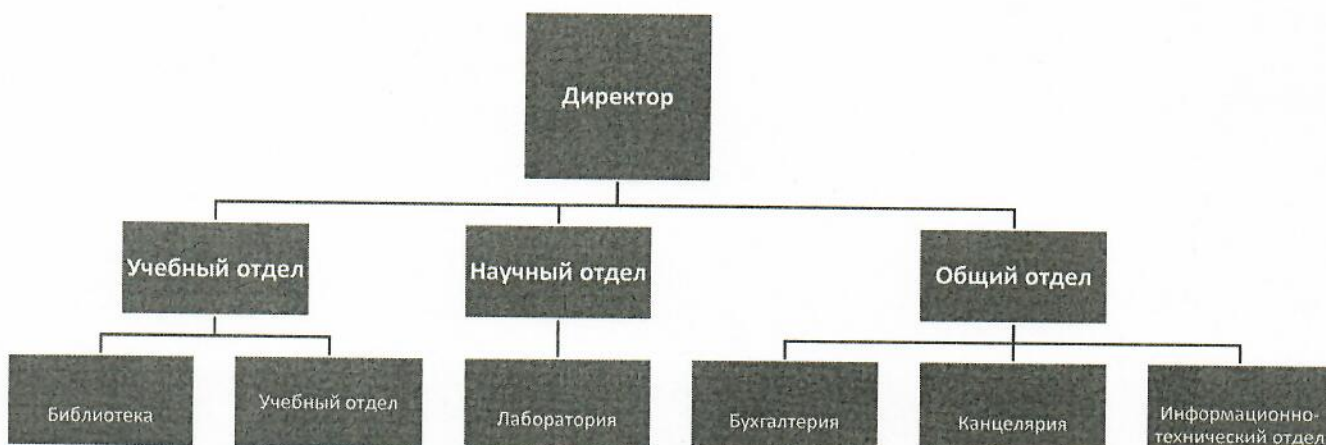 Директор
Учебный отдел
Научный отдел
Общий отдел
Библиотека
Учебный отдел
Лаборатория
Бухгалтерия
Канцелярия
Информационно-
технический отдел